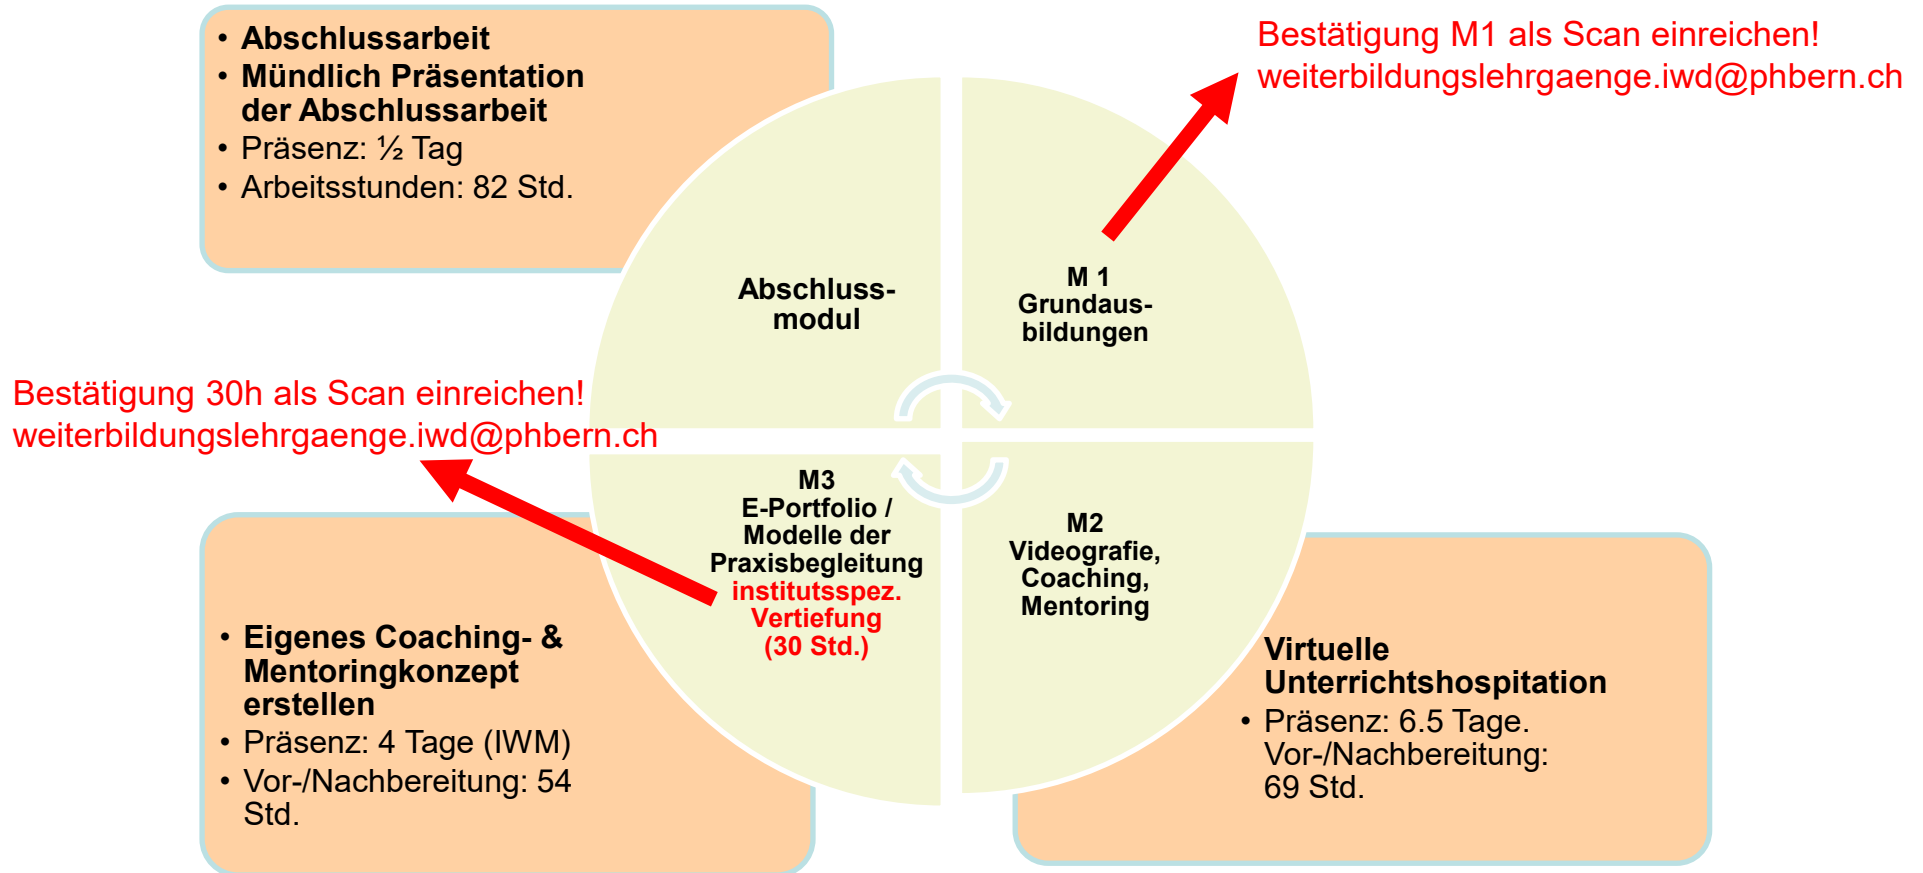 • Abschlussarbeit
• Mündlich Präsentation
der Abschlussarbeit
• Präsenz: ½ Tag
• Arbeitsstunden: 82 Std.
Bestätigung M1 als Scan einreichen!
weiterbildungslehrgaenge.iwd@phbern.ch
Abschluss-
modul
M 1
Grundaus-
bildungen
Bestätigung 30h als Scan einreichen!
weiterbildungslehrgaenge.iwd@phbern.ch
M3
E-Portfolio /
Modelle der
Praxisbegleitung
institutsspez.
Vertiefung
(30 Std.)
M2
Videografie,
Coaching,
Mentoring
• Eigenes Coaching- &
Mentoringkonzept
erstellen
• Präsenz: 4 Tage (IWM)
• Vor-/Nachbereitung: 54
Std.
Virtuelle
Unterrichtshospitation
• Präsenz: 6.5 Tage.
Vor-/Nachbereitung:
69 Std.